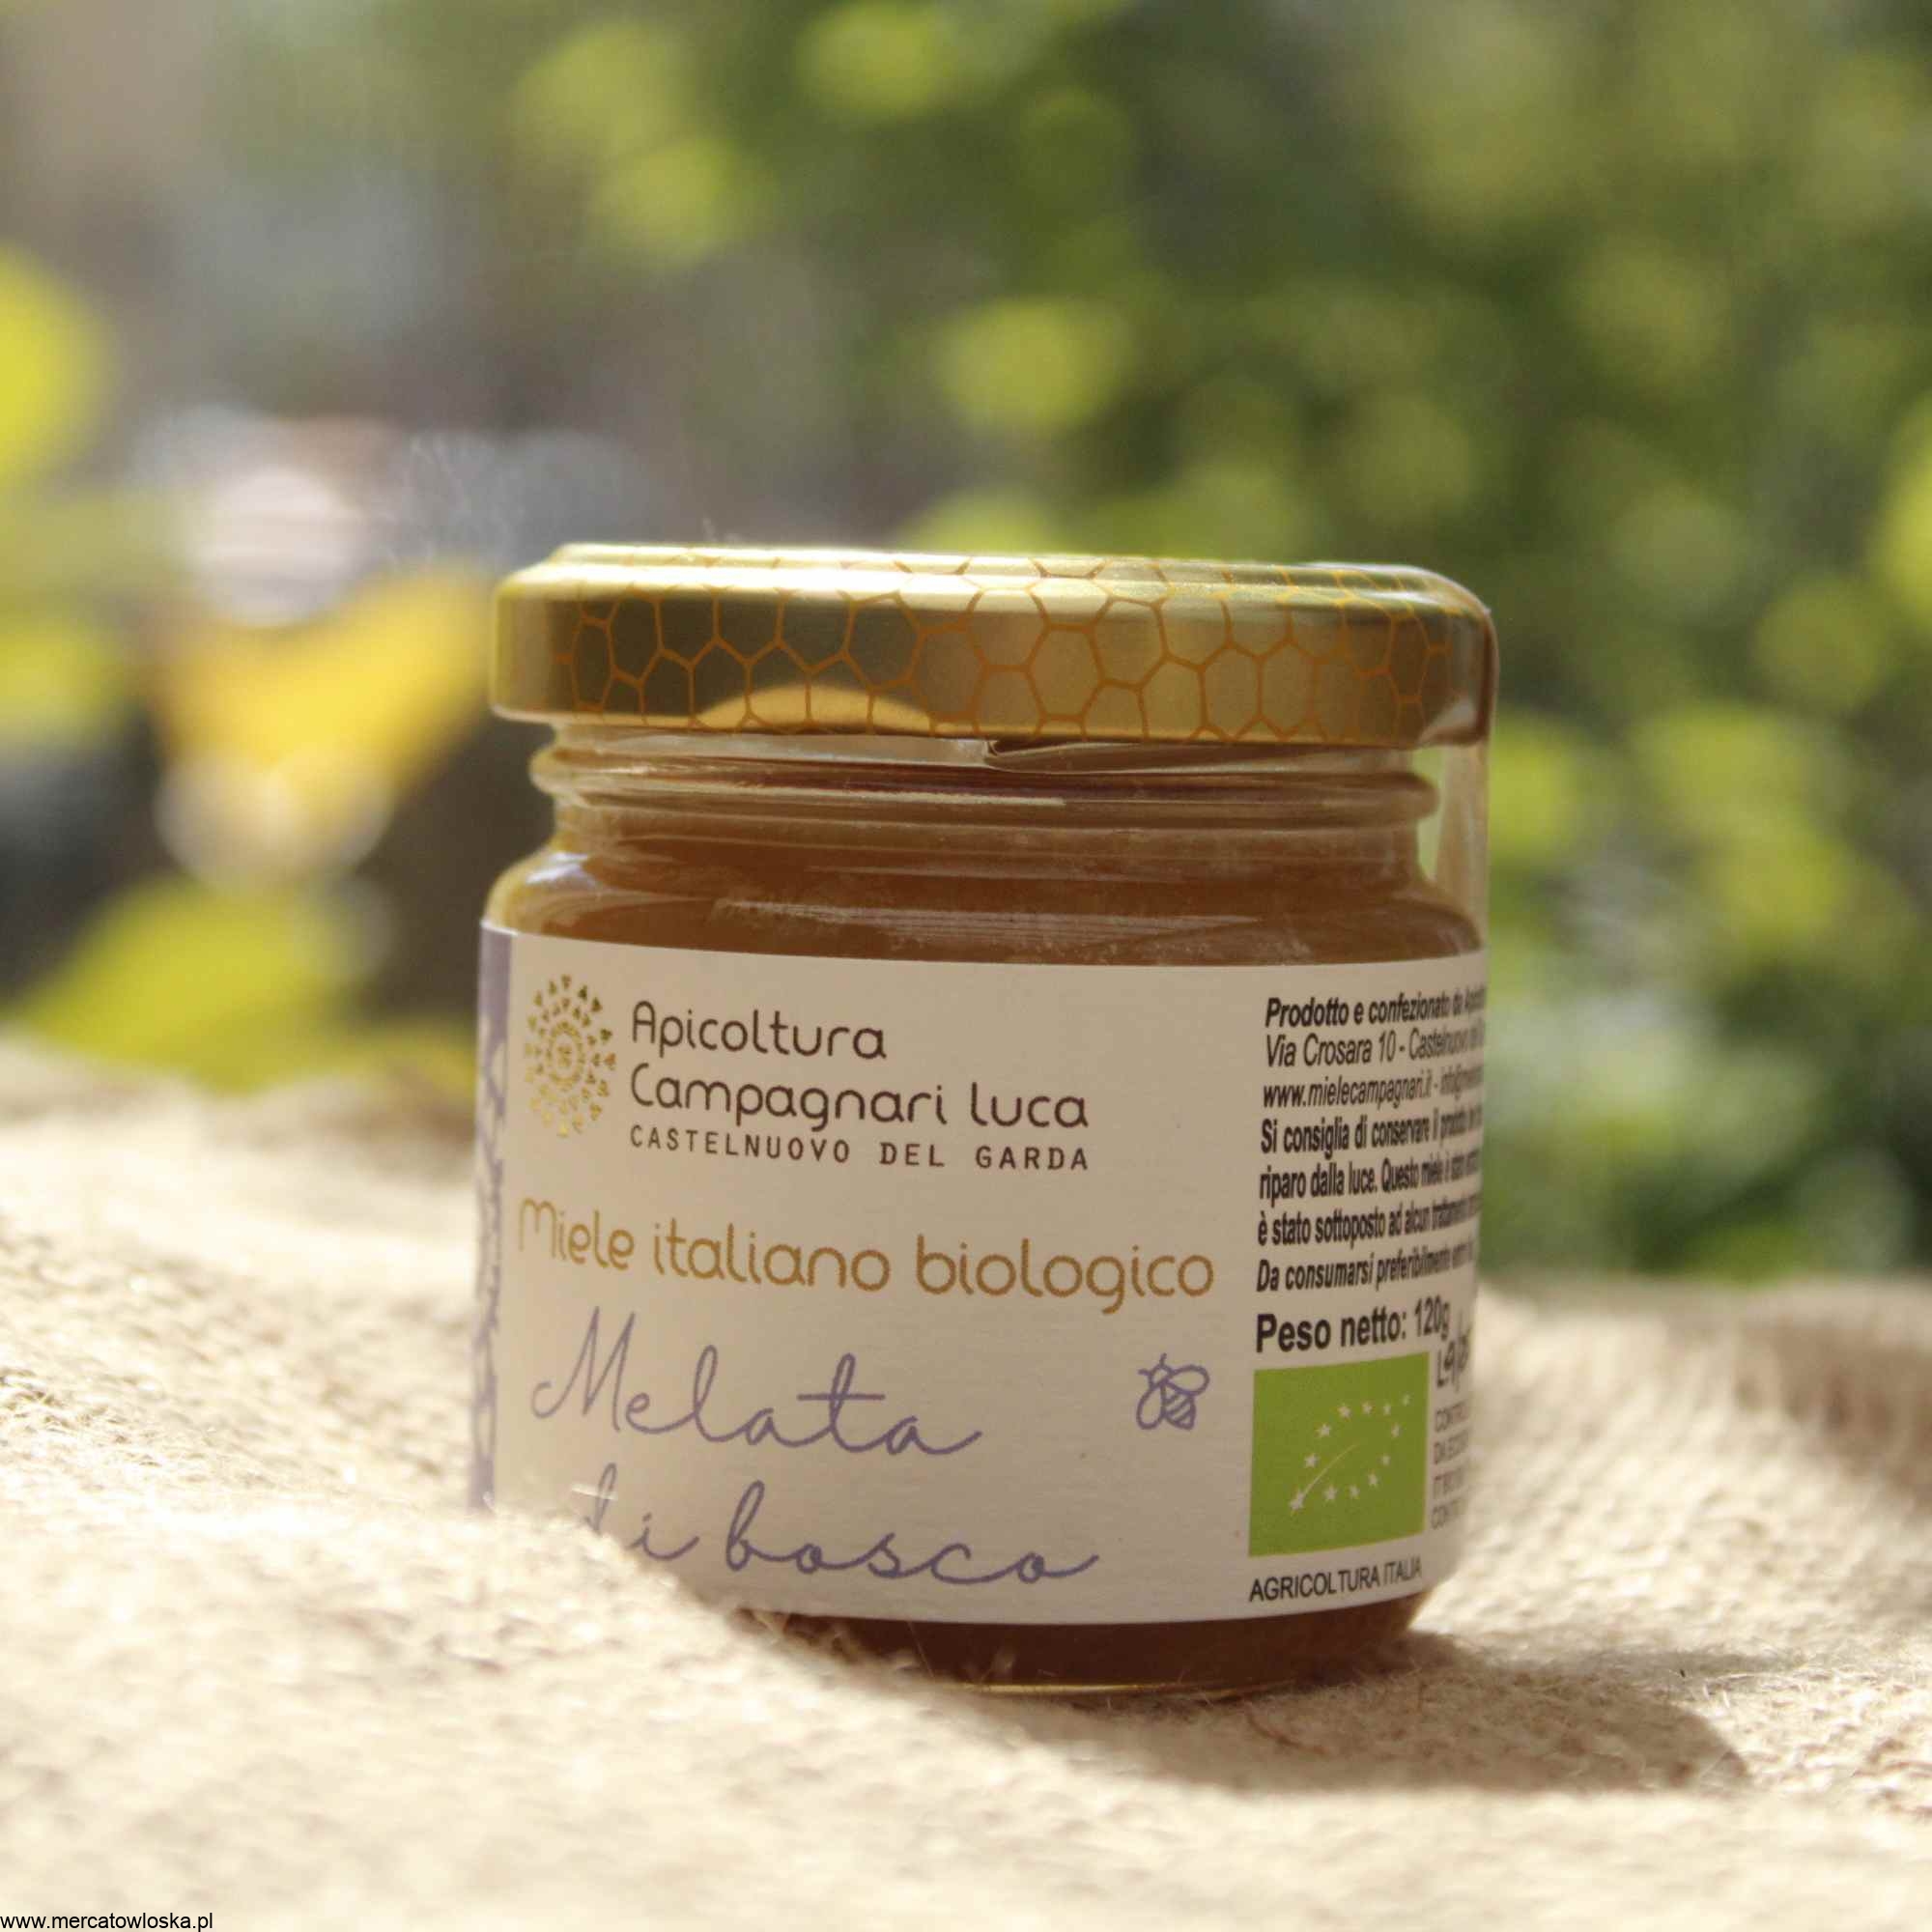 Apicoltura
Campagnari Luca
CASTELNUOVO DEL GARDA
Miele italiano biologico
Melata
di bosco
Prodotto e confezionato da
Via Crosara 10 - Castelnuovo
www.mielecampagnari.it -
Si consiglia di conservare il prodotto
riparo dalla luce. Questo miele è stato
è stato sottoposto ad alcun
Da consumarsi preferibilmente
Peso netto: 120g
AGRICOLTURA ITALIA
www.mercatowloska.pl